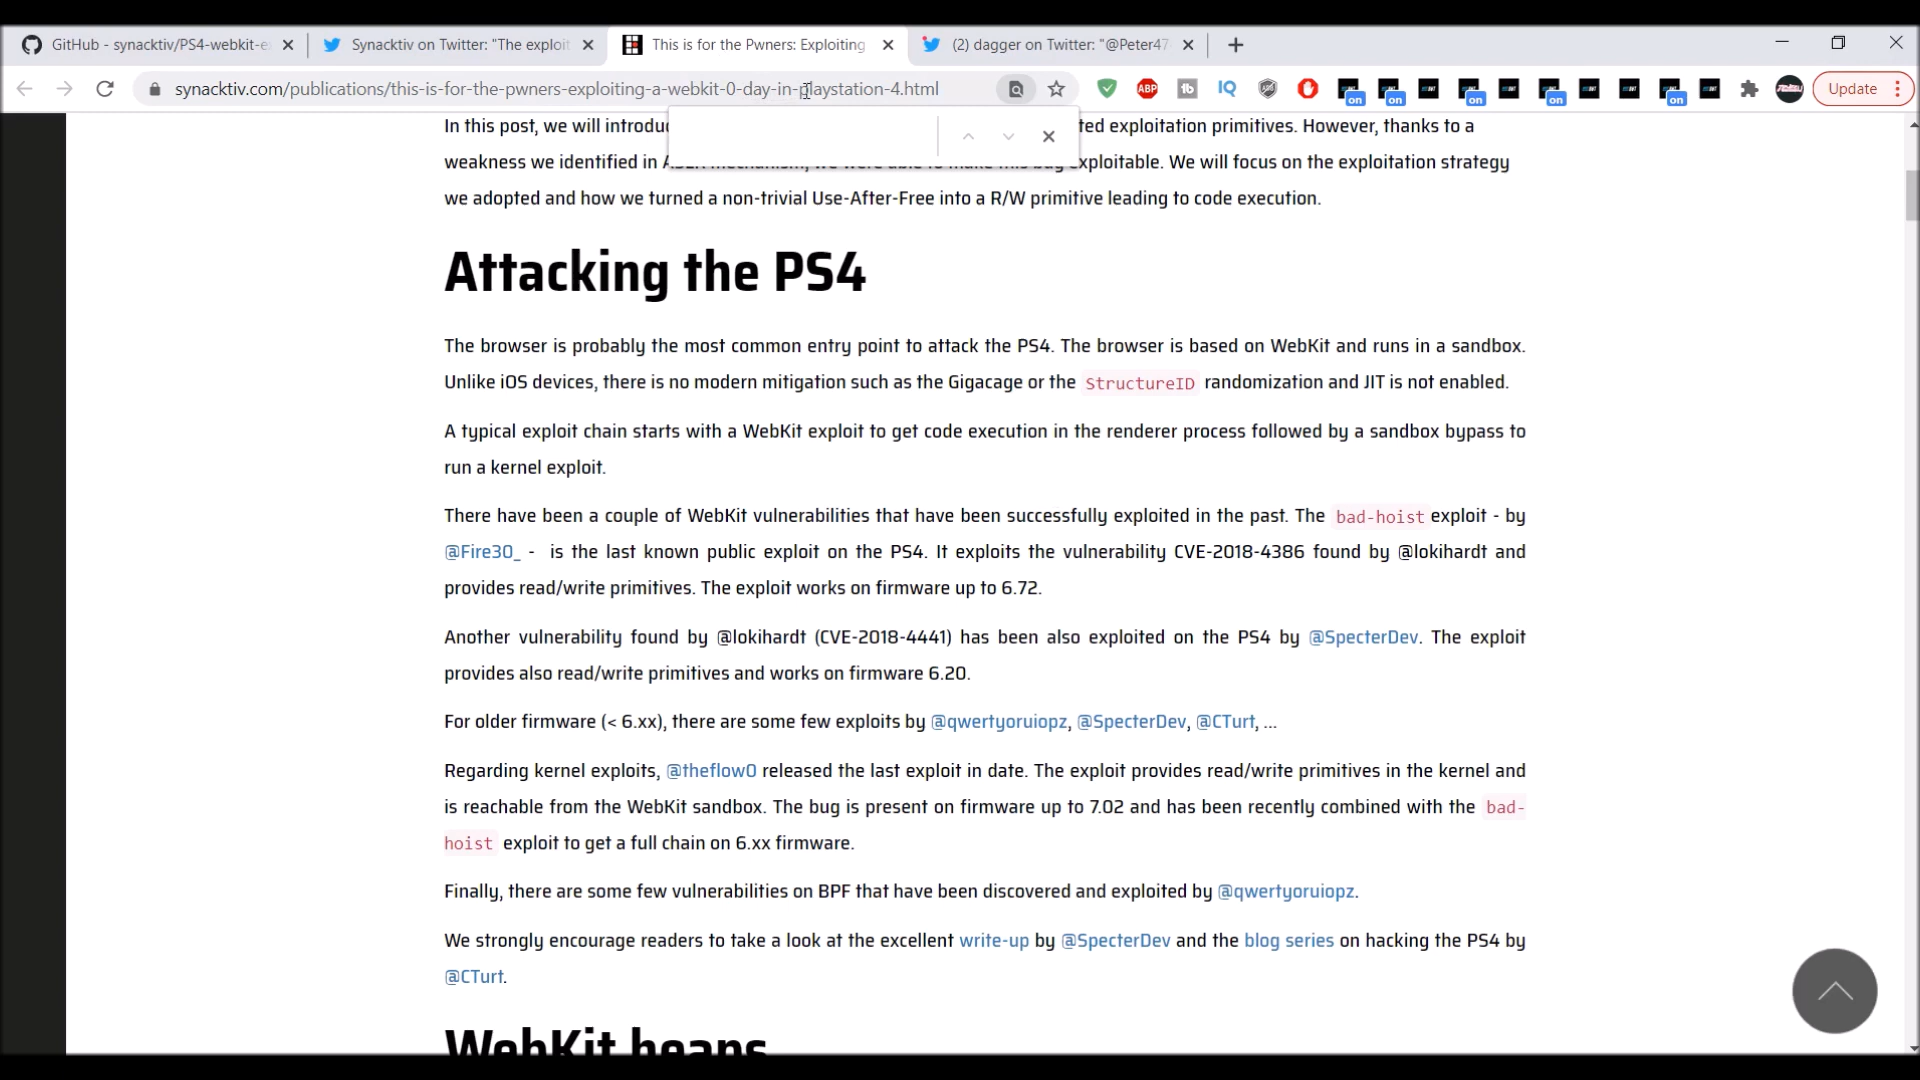 GitHub - synacktiv/PS4-webkit-e
Synacktiv on Twitter: "The exploit
This is for the Pwners: Exploiting
(2) dagger on Twitter: "@Peter47
synacktiv.com/publications/this-is-for-the-pwners-exploiting-a-webkit-0-day-in-playstation-4.html
ABP
tb
IQ
on
on
on
on
on
Update
In this post, we will introduc ted exploitation primitives. However, thanks to a
weakness we identified in exploitable. We will focus on the exploitation strategy
we adopted and how we turned a non-trivial Use-After-Free into a R/W primitive leading to code execution.
Attacking the PS4
The browser is probably the most common entry point to attack the PS4. The browser is based on WebKit and runs in a sandbox.
Unlike iOS devices, there is no modern mitigation such as the Gigacage or the StructureID randomization and JIT is not enabled.
A typical exploit chain starts with a WebKit exploit to get code execution in the renderer process followed by a sandbox bypass to
run a kernel exploit.
There have been a couple of WebKit vulnerabilities that have been successfully exploited in the past. The bad-hoist exploit - by
@Fire30_ - is the last known public exploit on the PS4. It exploits the vulnerability CVE-2018-4386 found by @lokihardt and
provides read/write primitives. The exploit works on firmware up to 6.72.
Another vulnerability found by @lokihardt (CVE-2018-4441) has been also exploited on the PS4 by @SpecterDev. The exploit
provides also read/write primitives and works on firmware 6.20.
For older firmware (< 6.xx), there are some few exploits by @qwertyoruiopz, @SpecterDev, @CTurt, ...
Regarding kernel exploits, @theflow0 released the last exploit in date. The exploit provides read/write primitives in the kernel and
is reachable from the WebKit sandbox. The bug is present on firmware up to 7.02 and has been recently combined with the bad-
hoist exploit to get a full chain on 6.xx firmware.
Finally, there are some few vulnerabilities on BPF that have been discovered and exploited by @qwertyoruiopz.
We strongly encourage readers to take a look at the excellent write-up by @SpecterDev and the blog series on hacking the PS4 by
@CTurt.
WebKit heaps